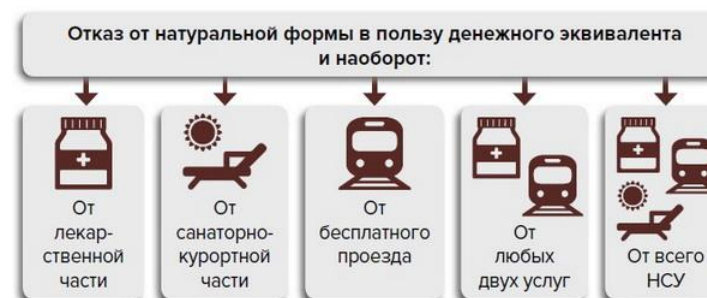 Отказ от натуральной формы в пользу денежного эквивалента
и наоборот:
От
лекар-
ственной
части
От
санаторно-
курортной
части
От
бесплатного
проезда
От
любых
двух услуг
От всего
НСУ